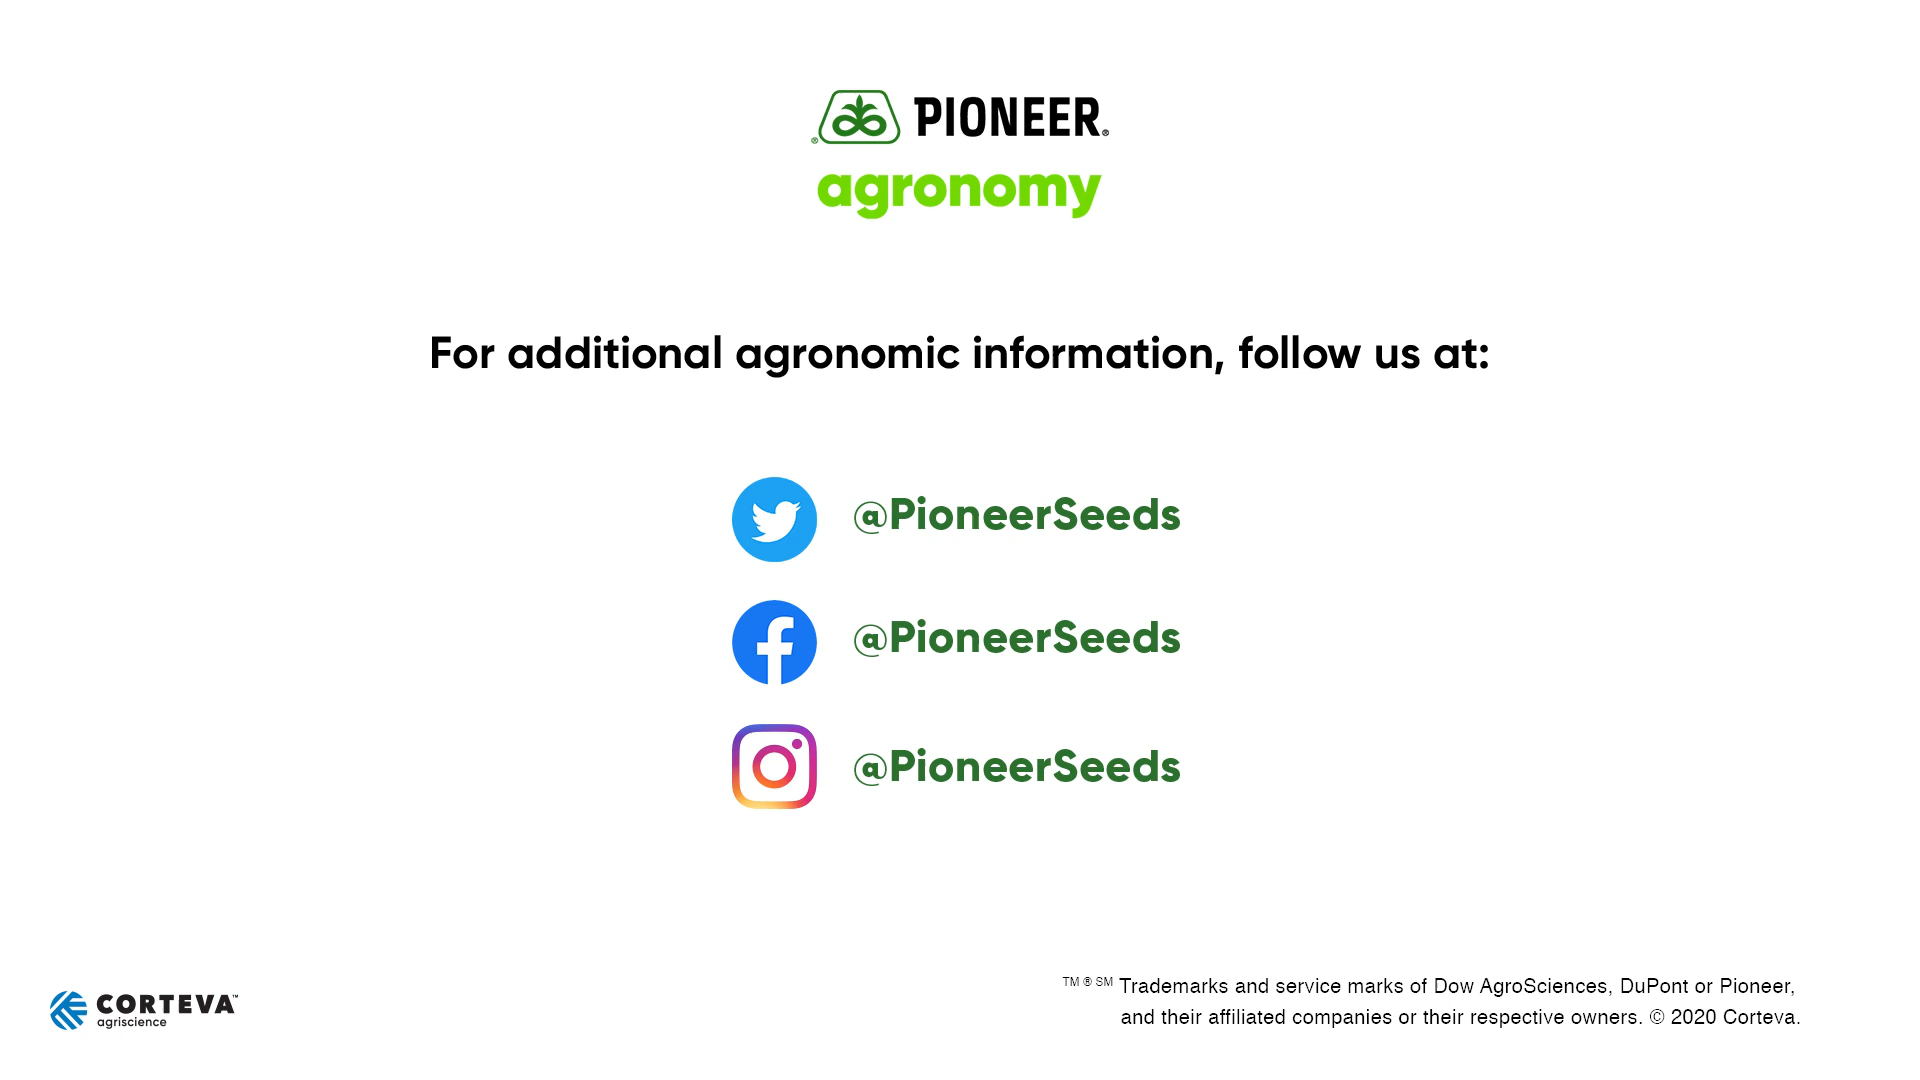 PIONEER®
agronomy
For additional agronomic information, follow us at:
@PioneerSeeds
@PioneerSeeds
@PioneerSeeds
CORTEVA™
agriscience
TM ® SM Trademarks and service marks of Dow AgroSciences, DuPont or Pioneer,
and their affiliated companies or their respective owners. © 2020 Corteva.